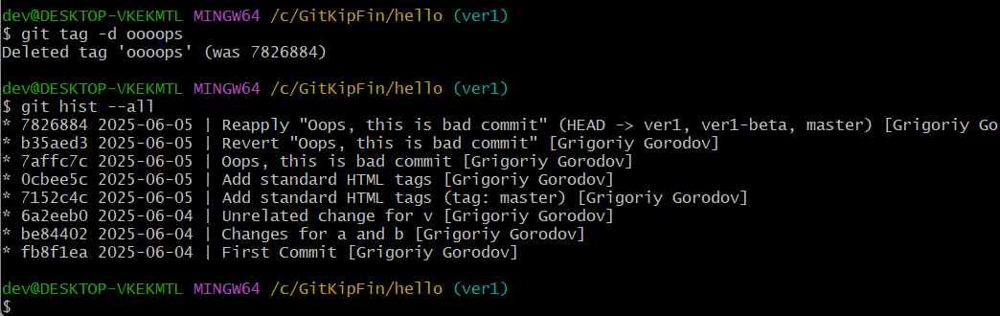 dev@DESKTOP-VKEKMTL MINGW64 /c/GitKipFin/hello (ver1)
$ git tag -d oooops
Deleted tag 'oooops' (was 7826884)
dev@DESKTOP-VKEKMTL MINGW64 /c/GitKipFin/hello (ver1)
$ git hist --all
* 7826884 2025-06-05 | Reapply "Oops, this is bad commit" (HEAD -> ver1, ver1-beta, master) [Grigoriy Go
* b35aed3 2025-06-05 | Revert "Oops, this is bad commit" [Grigoriy Gorodov]
* 7affc7c 2025-06-05 | Oops, this is bad commit [Grigoriy Gorodov]
* 0cbee5c 2025-06-05 | Add standard HTML tags [Grigoriy Gorodov]
* 7152c4c 2025-06-05 | Add standard HTML tags (tag: master) [Grigoriy Gorodov]
* 6a2eeb0 2025-06-04 | Unrelated change for v [Grigoriy Gorodov]
* be84402 2025-06-04 | Changes for a and b [Grigoriy Gorodov]
* fb8f1ea 2025-06-04 | First Commit [Grigoriy Gorodov]
dev@DESKTOP-VKEKMTL MINGW64 /c/GitKipFin/hello (ver1)
$